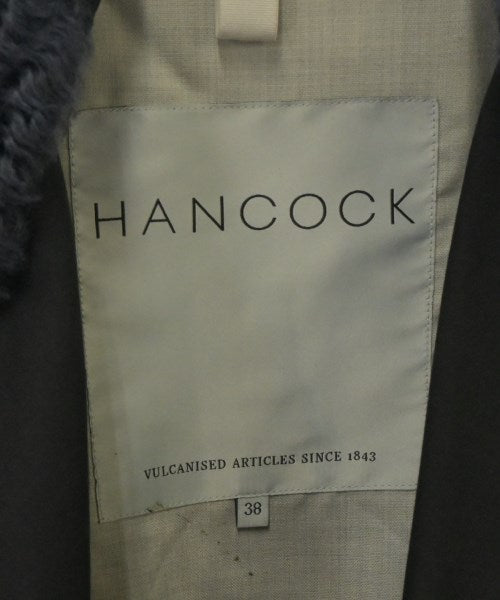 HANCOCK
VULCANISED ARTICLES SINCE 1843
38